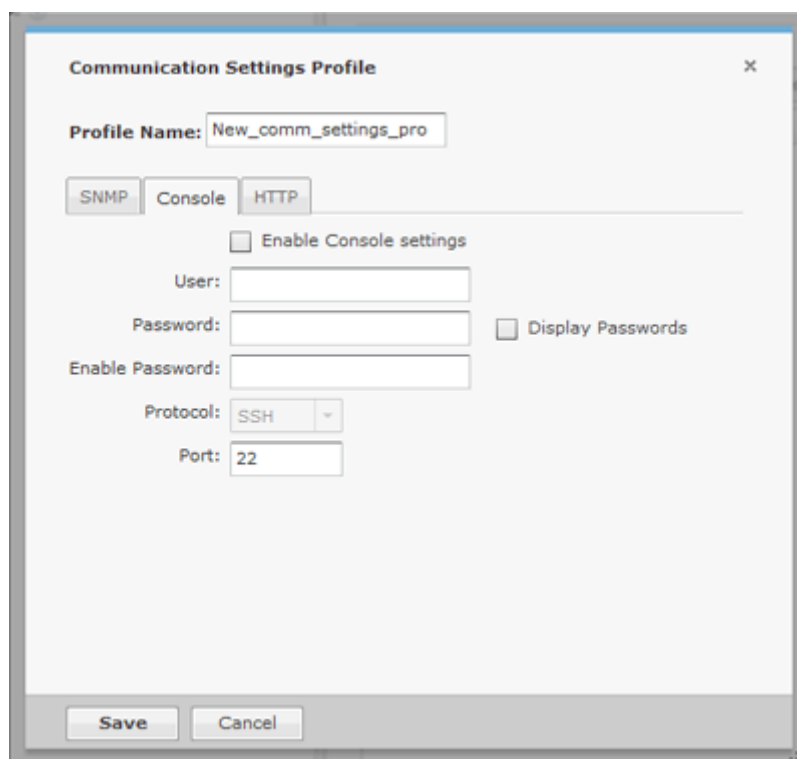 Communication Settings Profile
Profile Name: New_comm_settings_pro
SNMP Console HTTP
Enable Console settings
User:
Password: Display Passwords
Enable Password:
Protocol: SSH
Port: 22
Save Cancel